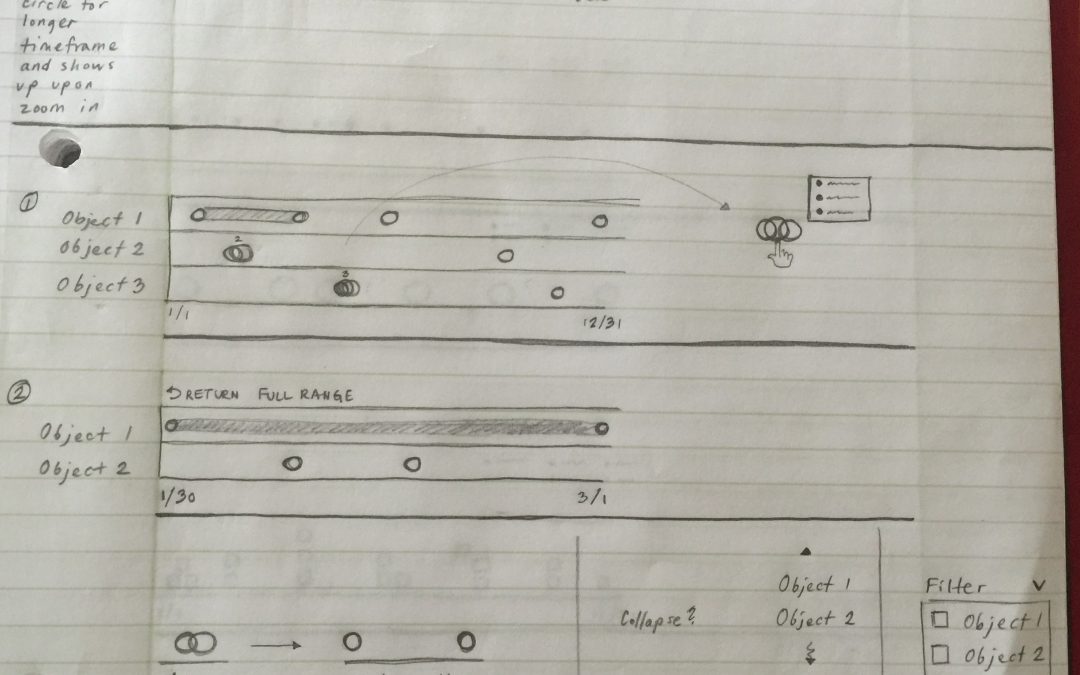 circle for
longer
timeframe
and shows
up upon
zoom in
①
Object 1
Object 2
2
Object 3
3
1/1
12/31
②
RETURN FULL RANGE
Object 1
Object 2
1/30
3/1
Collapse?
Object 1
Object 2
Filter
Object 1
Object 2